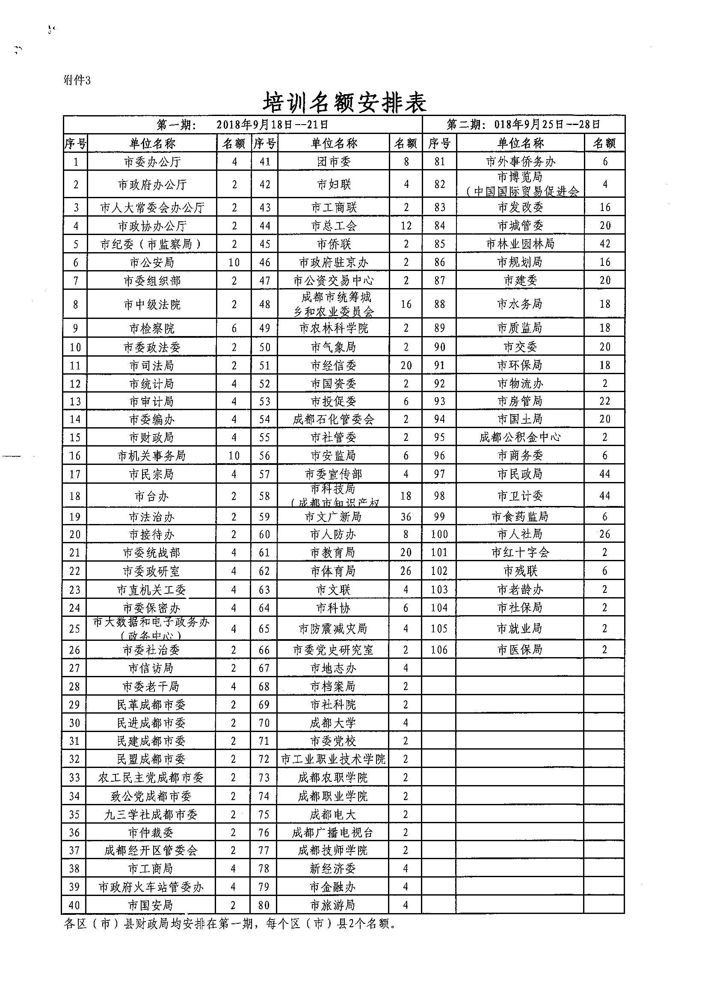 附件3
培训名额安排表
第一期: 2018年9月18日--21日 第二期: 018年9月25日--28日
序号 单位名称 名额 序号 单位名称 名额 序号 单位名称 名额
1 市委办公厅 4 41 团市委 8 81 市外事侨务办 6
2 市政府办公厅 2 42 市妇联 4 82 市博览局
（中国国际贸易促进会 4
3 市人大常委会办公厅 2 43 市工商联 2 83 市发改委 16
4 市政协办公厅 2 44 市总工会 12 84 市城管委 20
5 市纪委（市监察局） 2 45 市侨联 2 85 市林业园林局 42
6 市公安局 10 46 市政府驻京办 2 86 市规划局 16
7 市委组织部 2 47 市公资交易中心 2 87 市建委 20
8 市中级法院 2 48 成都市统筹城
乡和农业委员会 16 88 市水务局 18
9 市检察院 6 49 市农林科学院 2 89 市质监局 18
10 市委政法委 2 50 市气象局 2 90 市交委 20
11 市司法局 2 51 市经信委 20 91 市环保局 18
12 市统计局 4 52 市国资委 2 92 市物流办 2
13 市审计局 4 53 市投促委 6 93 市房管局 22
14 市委编办 4 54 成都石化管委会 2 94 市国土局 20
15 市财政局 4 55 市社管委 2 95 成都公积金中心 2
16 市机关事务局 10 56 市安监局 6 96 市商务委 6
17 市民宗局 4 57 市委宣传部 4 97 市民政局 44
18 市台办 2 58 市科技局
（成都市知识产权 18 98 市卫计委 44
19 市法治办 2 59 市文广新局 36 99 市食药监局 6
20 市接待办 2 60 市人防办 8 100 市人社局 26
21 市委统战部 4 61 市教育局 20 101 市红十字会 2
22 市委政研室 4 62 市体育局 26 102 市残联 6
23 市直机关工委 4 63 市文联 4 103 市老龄办 2
24 市委保密办 4 64 市科协 6 104 市社保局 2
25 市大数据和电子政务办
（政务中心） 4 65 市防震减灾局 4 105 市就业局 2
26 市委社治委 2 66 市委党史研究室 2 106 市医保局 2
27 市信访局 2 67 市地志办 4
28 市委老干局 4 68 市档案局 2
29 民革成都市委 2 69 市社科院 2
30 民进成都市委 2 70 成都大学 4
31 民建成都市委 2 71 市委党校 2
32 民盟成都市委 2 72 市工业职业技术学院 2
33 农工民主党成都市委 2 73 成都农职学院 2
34 致公党成都市委 2 74 成都职业学院 2
35 九三学社成都市委 2 75 成都电大 2
36 市仲裁委 2 76 成都广播电视台 2
37 成都经开区管委会 2 77 成都技师学院 2
38 市工商局 4 78 新经济委 4
39 市政府火车站管委办 4 79 市金融办 4
40 市国安局 2 80 市旅游局 4
各区（市）县财政局均安排在第一期，每个区（市）县2个名额。